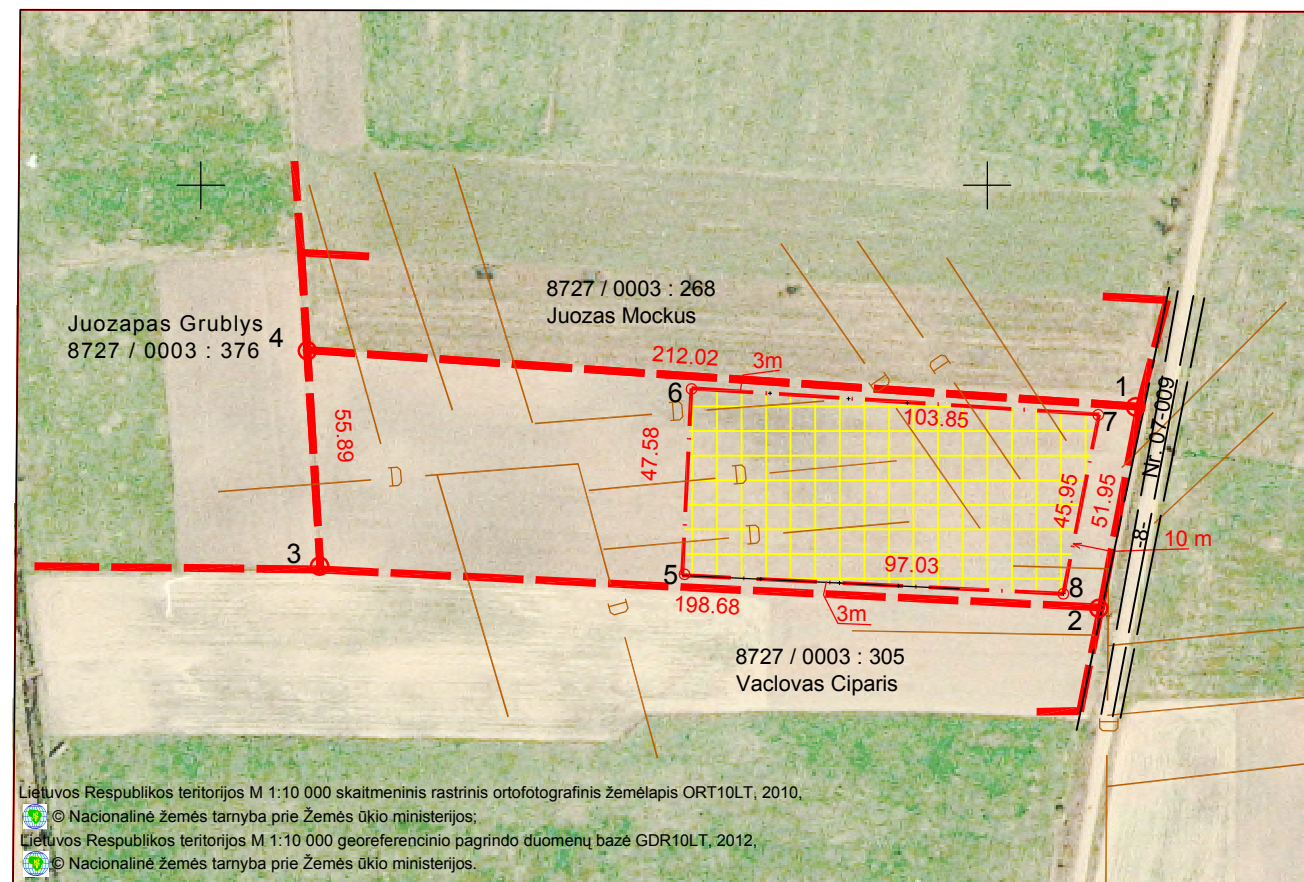 8727 / 0003 : 268
Juozas Mockus
Juozapas Grublys
8727 / 0003 : 376
4
212.02
3m
1
6
D
D
D
7
103.85
Nr. 07-009
55.89
47.58
D
D
45.95
51.95
D
-8-
10 m
3
5
97.03
8
198.68
3m
2
D
8727 / 0003 : 305
Vaclovas Ciparis
D
Lietuvos Respublikos teritorijos M 1:10 000 skaitmeninis rastrinis ortofotografinis žemėlapis ORT10LT, 2010,
© Nacionalinė žemės tarnyba prie Žemės ūkio ministerijos;
Lietuvos Respublikos teritorijos M 1:10 000 georeferencinio pagrindo duomenų bazė GDR10LT, 2012,
© Nacionalinė žemės tarnyba prie Žemės ūkio ministerijos.